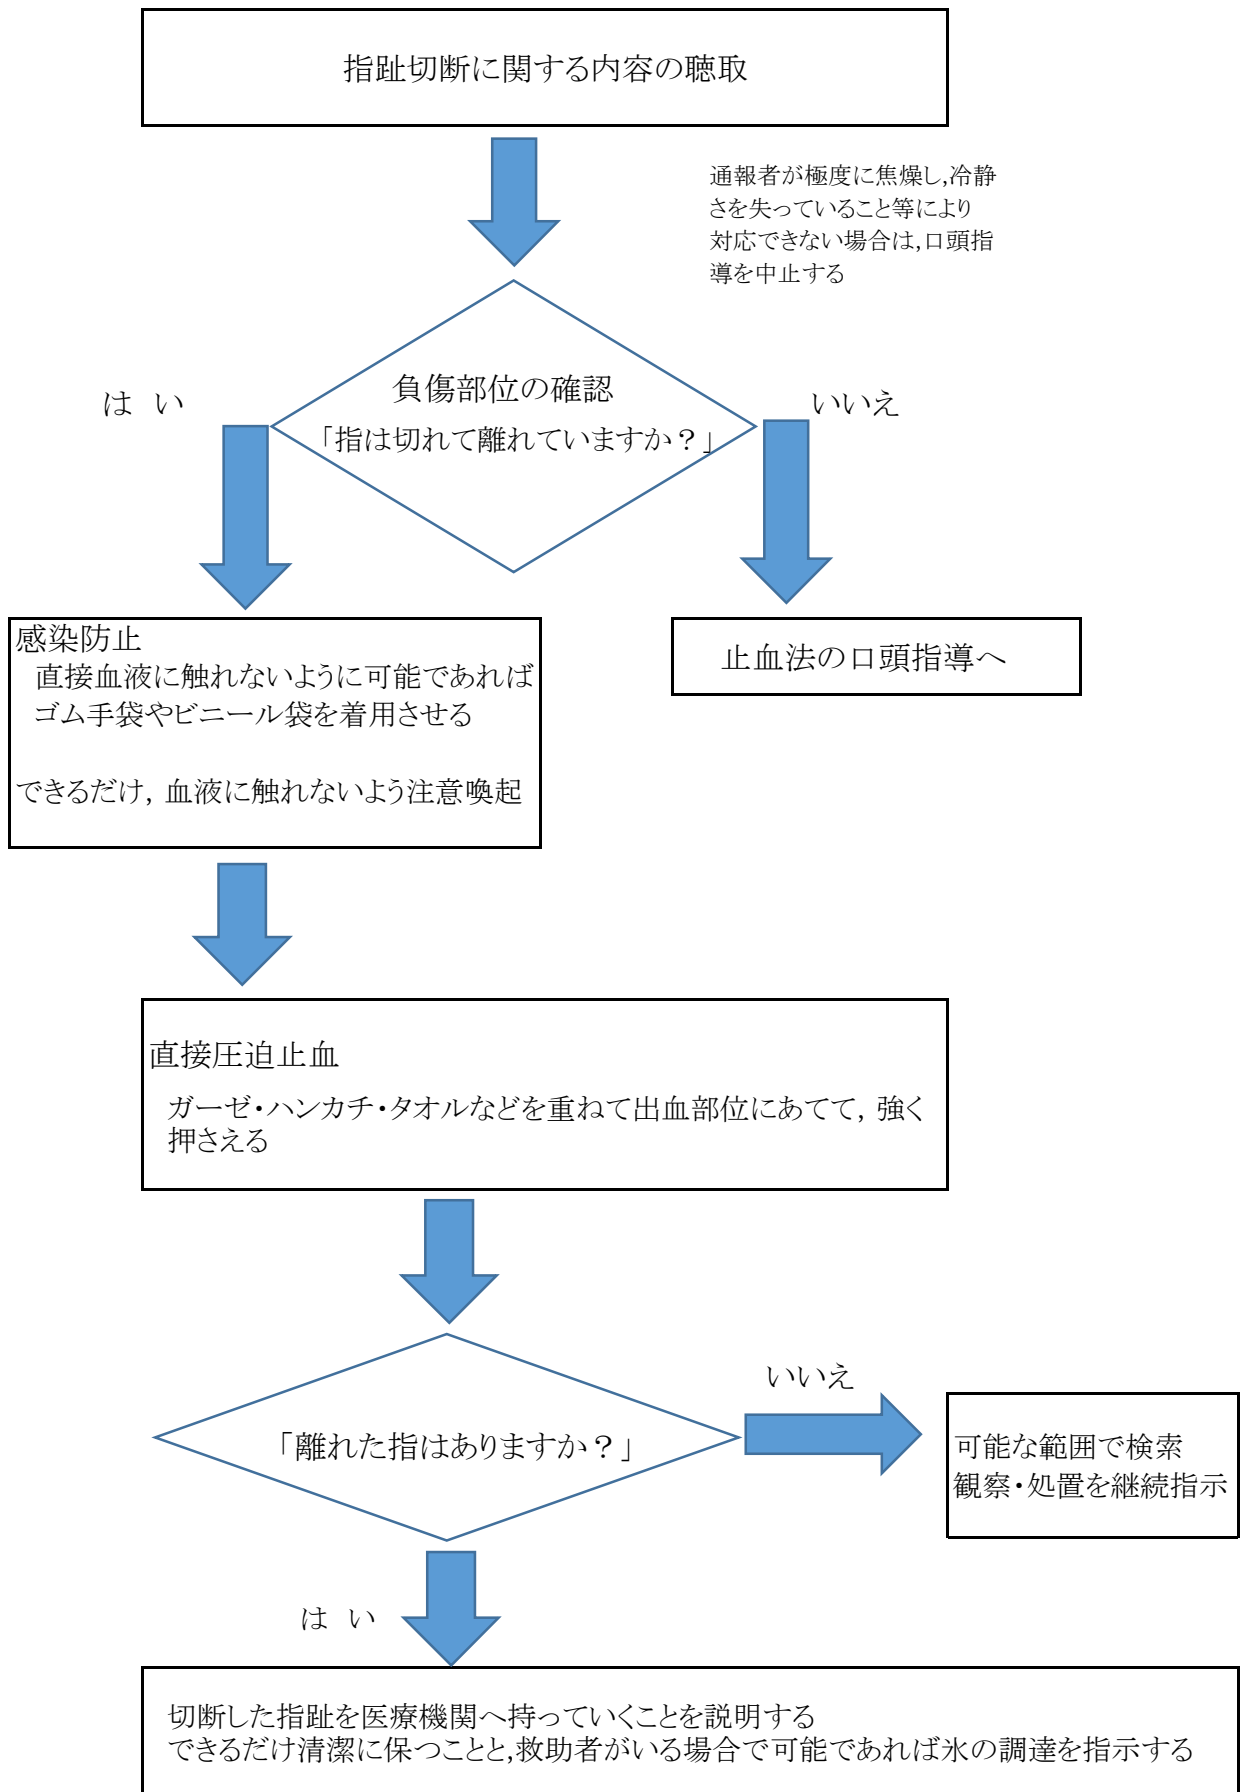 指趾切断に関する内容の聴取
通報者が極度に焦燥し,冷静
さを失っていること等により
対応できない場合は,口頭指
導を中止する
負傷部位の確認
「指は切れて離れていますか？」
は い
いいえ
感染防止
直接血液に触れないように可能であれば
ゴム手袋やビニール袋を着用させる
できるだけ, 血液に触れないよう注意喚起
止血法の口頭指導へ
直接圧迫止血
ガーゼ・ハンカチ・タオルなどを重ねて出血部位にあてて, 強く
押さえる
「離れた指はありますか？」
いいえ
可能な範囲で検索
観察・処置を継続指示
は い
切断した指趾を医療機関へ持っていくことを説明する
できるだけ清潔に保つことと,救助者がいる場合で可能であれば氷の調達を指示する